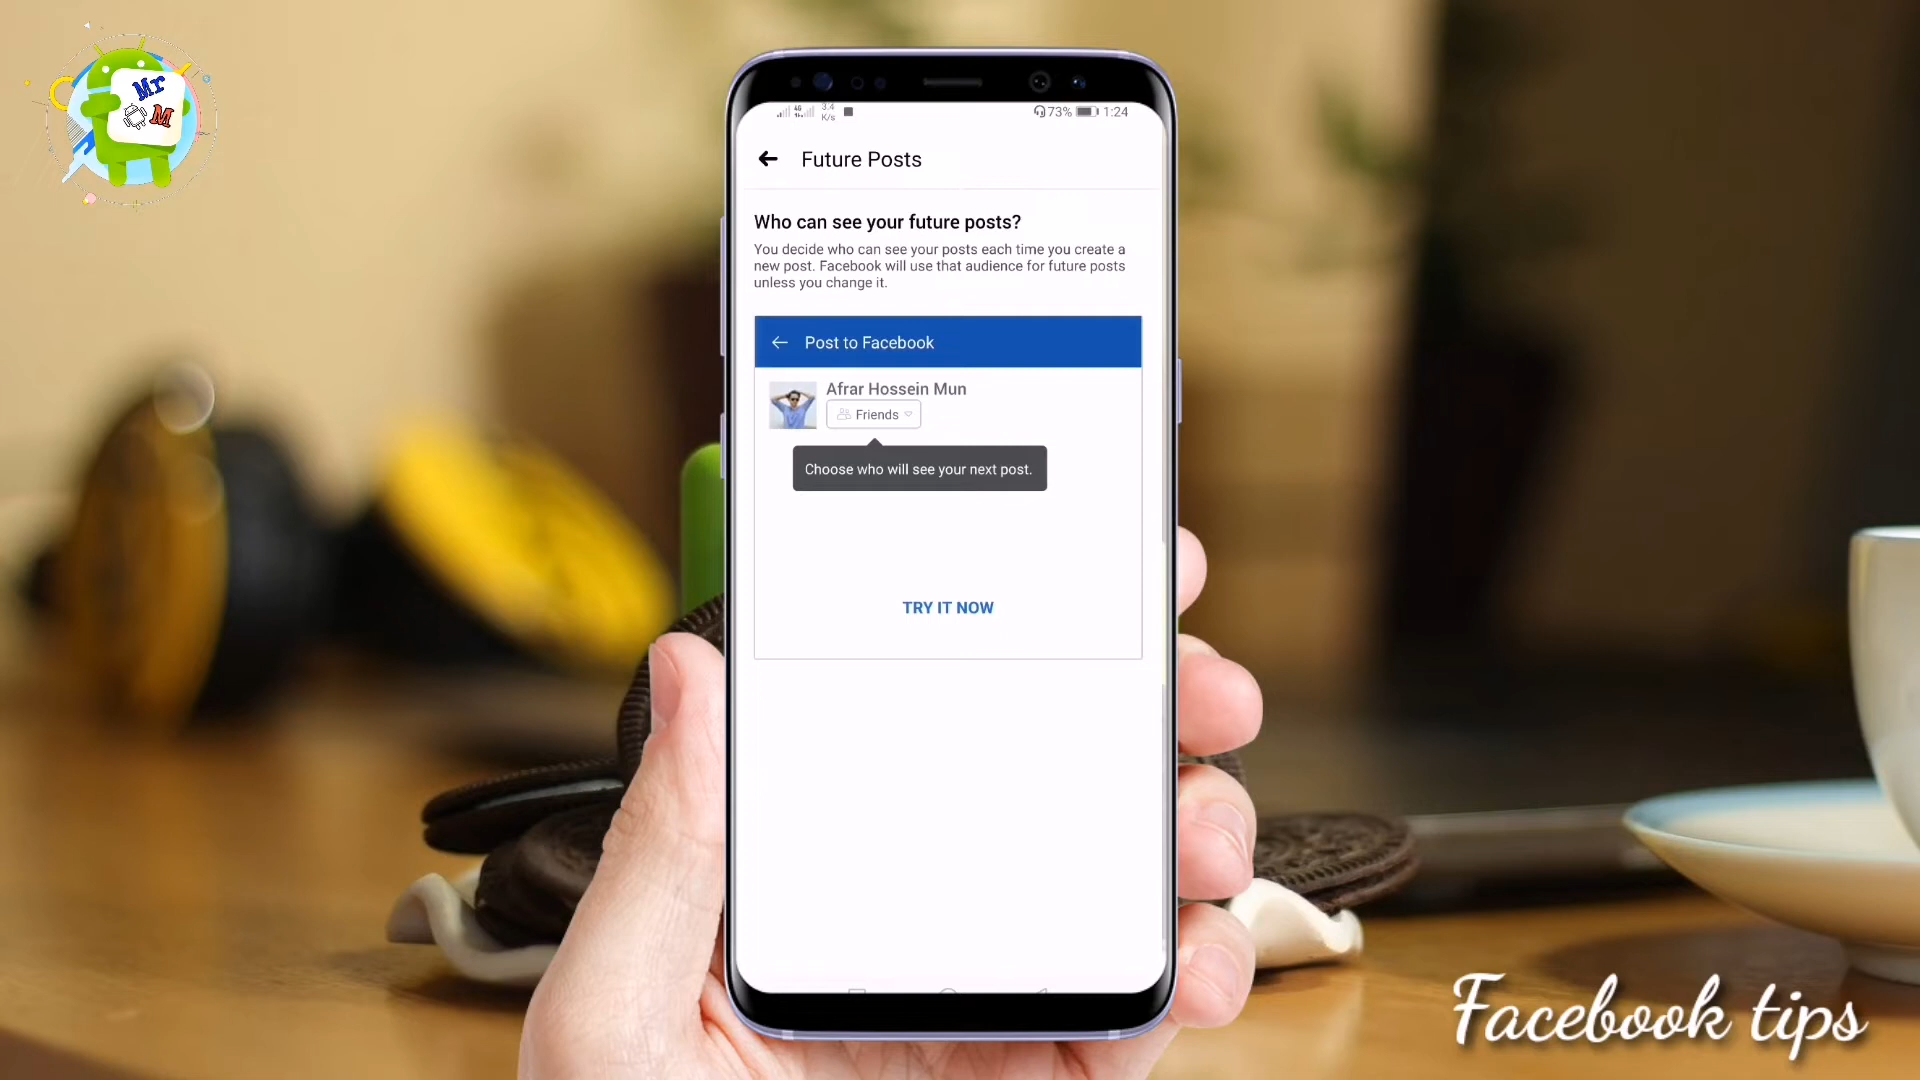 Mr
M
4G
3.4
K/s
73% 1:24
Future Posts
Who can see your future posts?
You decide who can see your posts each time you create a
new post. Facebook will use that audience for future posts
unless you change it.
Post to Facebook
Afrar Hossein Mun
Friends
Choose who will see your next post.
TRY IT NOW
Facebook tips